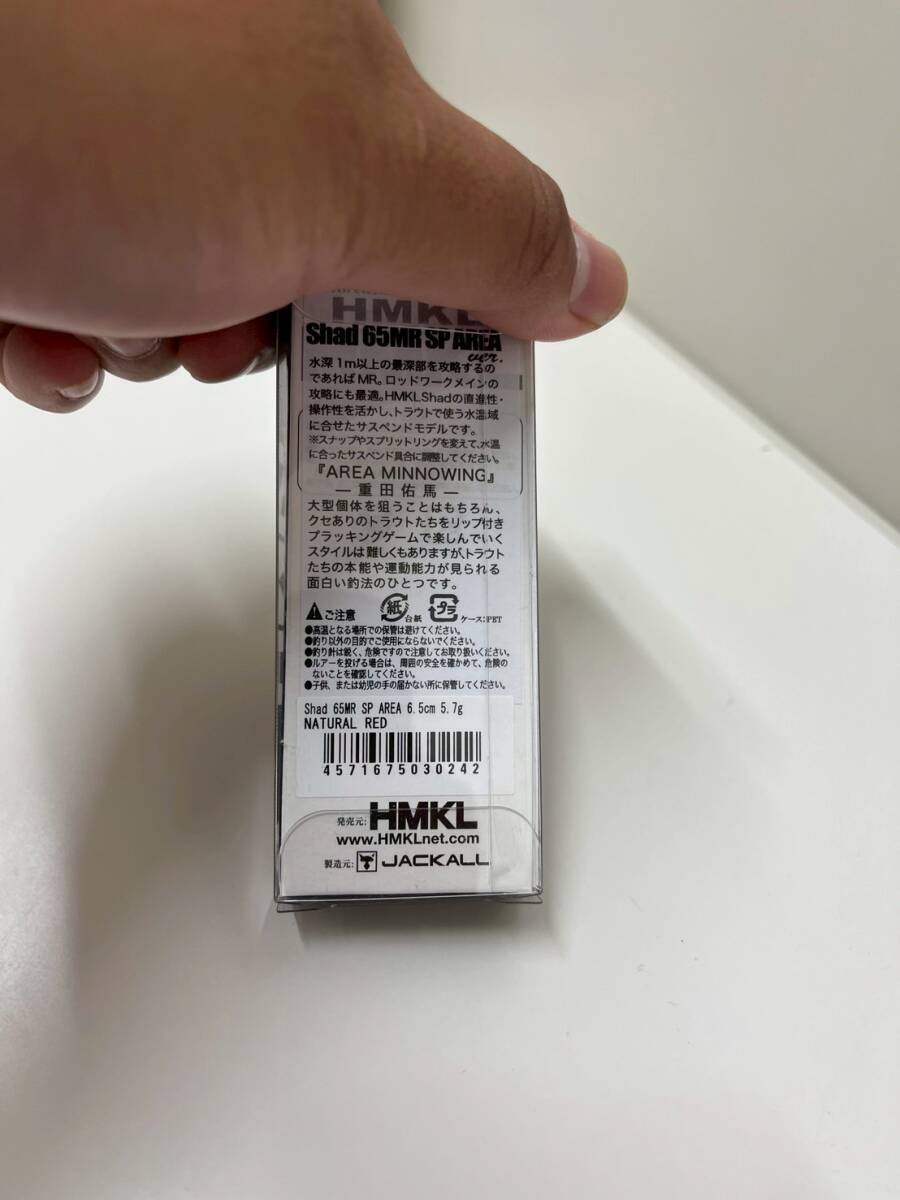 HMKL
Shad 65MR SP AREA
ver.
水深1m以上の最深部を攻略するの
であればMR。ロッドワークメインの
攻略にも最適。HMKLShadの直進性・
操作性を活かし、トラウトで使う水温域
に合せたサスペンドモデルです。
※スナップやスプリットリングを変えて、水温
に合ったサスペンド具合に調整してください。
『AREA MINNOWING』
―重田佑馬―
大型個体を狙うことはもちろん、
クセありのトラウトたちをリップ付き
プラッキングゲームで楽しんでいく
スタイルは難しくもありますが、トラウト
たちの本能や運動能力が見られる
面白い釣法のひとつです。
ご注意 紙 台紙 プラ ケース:PET
●高温となる場所での保管は避けてください。
●釣り以外の目的でご使用にならないでください。
●釣り針は鋭く、危険ですので注意してお取り扱いください。
●ルアーを投げる場合は、周囲の安全を確かめて、危険の
ないことを確認してください。
●子供、または幼児の手の届かない所に保管してください。
Shad 65MR SP AREA 6.5cm 5.7g
NATURAL RED
4571675030242
発売元: HMKL
www.HMKLnet.com
製造元: JACKALL